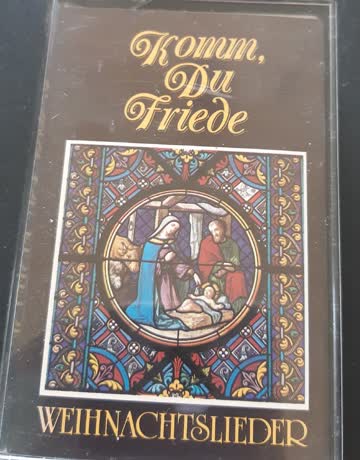 Komm,
Du
Friede
WEIHNACHTSLIEDER